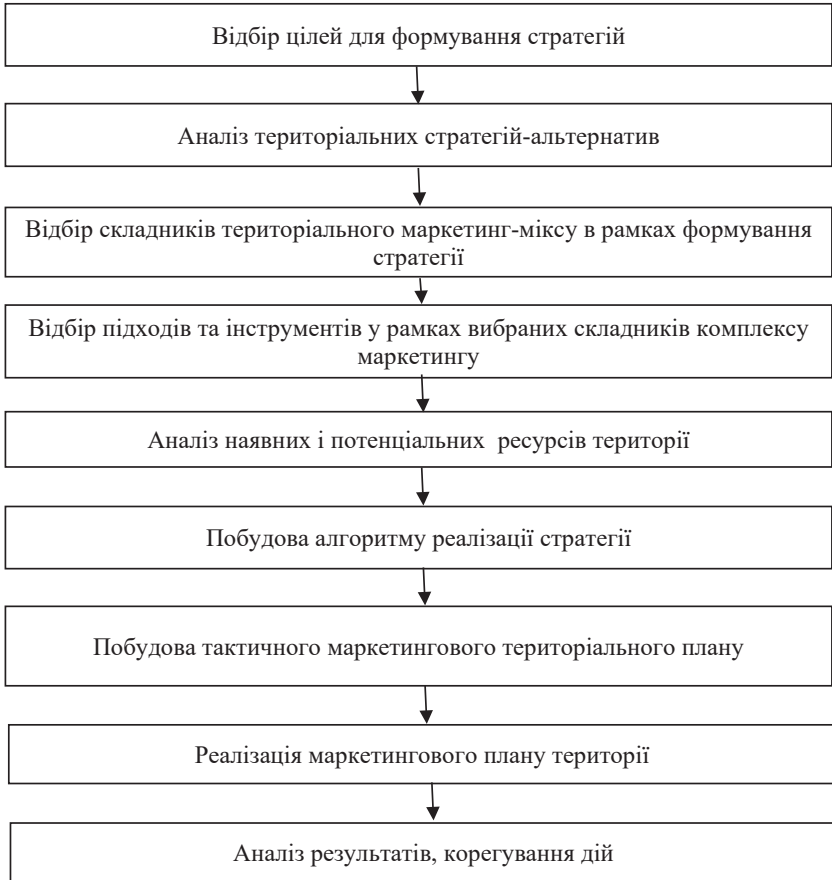 Відбір цілей для формування стратегій
Аналіз територіальних стратегій-альтернатив
Відбір складників територіального маркетинг-міксу в рамках формування
стратегії
Відбір підходів та інструментів у рамках вибраних складників комплексу
маркетингу
Аналіз наявних і потенціальних ресурсів території
Побудова алгоритму реалізації стратегії
Побудова тактичного маркетингового територіального плану
Реалізація маркетингового плану території
Аналіз результатів, корегування дій